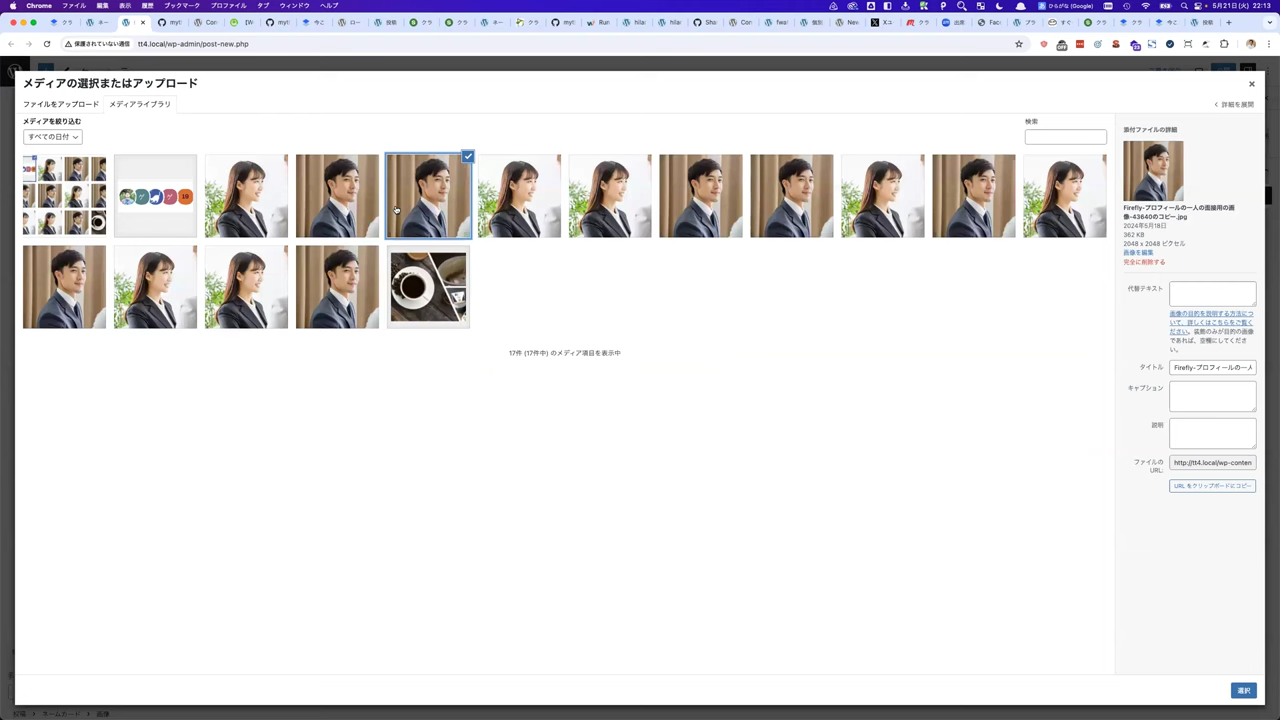 Chrome ファイル 編集 表示 履歴 ブックマーク プロファイル タブ ウィンドウ ヘルプ
ひらがな (Google)
5月21日(火) 22:13
保護されていない通信
tt4.local/wp-admin/post-new.php
メディアの選択またはアップロード
ファイルをアップロード
メディアライブラリ
詳細を展開
メディアを絞り込む
すべての日付
検索
17件 (17件中) のメディア項目を表示中
添付ファイルの詳細
Firefly-プロフィールの一人の面接用の画
像-43640のコピー.jpg
2024年5月18日
362 KB
2048 x 2048 ピクセル
画像を編集
完全に削除する
代替テキスト
画像の目的を説明する方法につ
いて、詳しくはこちらをご覧く
ださい。装飾のみが目的の画像
であれば、空欄にしてくださ
い。
タイトル
Firefly-プロフィールの一人
キャプション
説明
ファイルの
URL:
http://tt4.local/wp-conten
URL をクリップボードにコピー
選択
投稿
ネームカード
画像